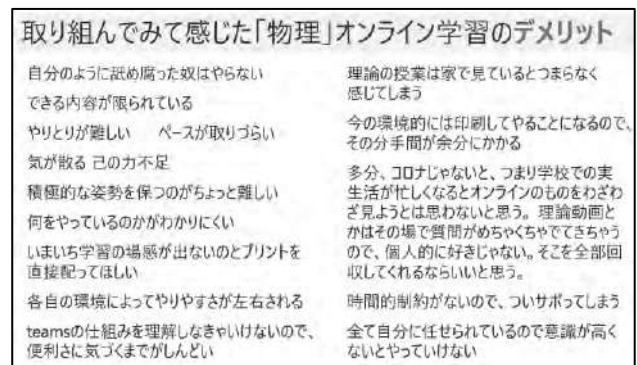 取り組んでみて感じた「物理」オンライン学習のデメリット
自分のように舐め腐った奴はやらない
できる内容が限られている
やりとりが難しい　ペースが取りづらい
気が散る 己の力不足
積極的な姿勢を保つのがちょっと難しい
何をやっているのかがわかりにくい
いまいち学習の場感が出ないのとプリントを
直接配ってほしい
各自の環境によってやりやすさが左右される
teamsの仕組みを理解しなきゃいけないので、
便利さに気づくまでがしんどい
理論の授業は家で見ているとつまらなく
感じてしまう
今の環境的には印刷してやることになるので、
その分手間が余分にかかる
多分、コロナじゃないと、つまり学校での実
生活が忙しくなるとオンラインのものをわざわ
ざ見ようとは思わないと思う。理論動画と
かはその場で質問がめちゃくちゃでてきちゃう
ので、個人的に好きじゃない。そこを全部回
収してくれるならいいと思う。
時間的制約がないので、ついサボってしまう
全て自分に任せられているので意識が高く
ないとやっていけない